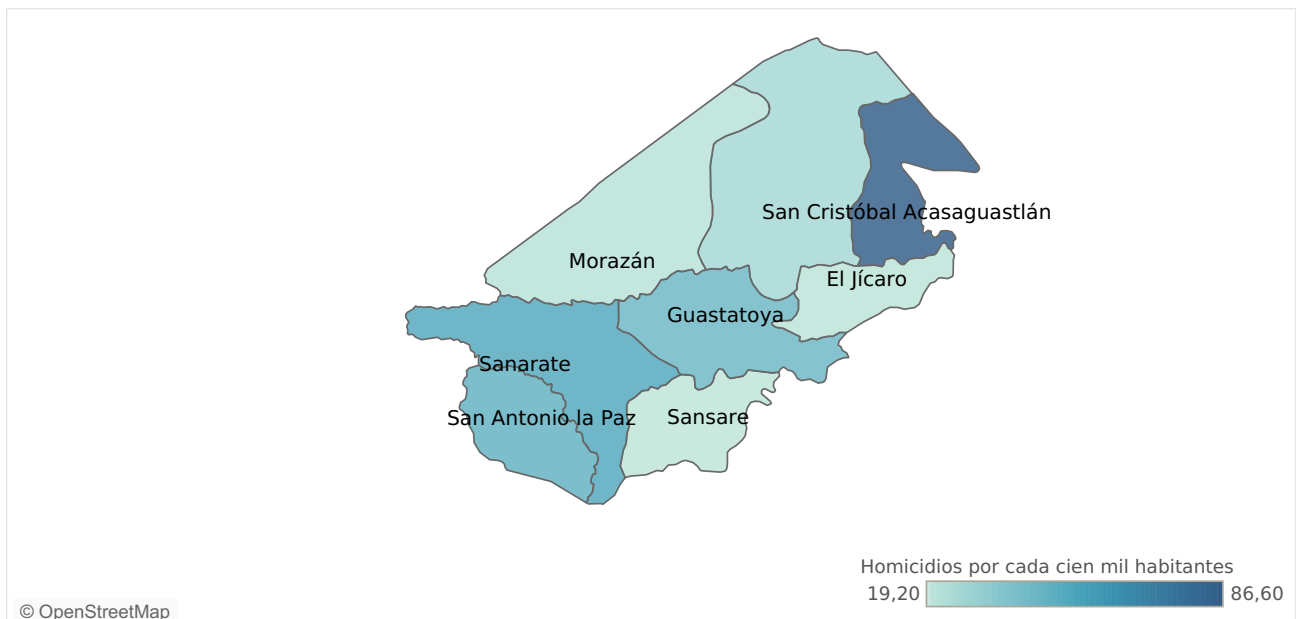 San Cristóbal Acasaguastlán
Morazán
El Jícaro
Guastatoya
Sanarate
San Antonio la Paz
Sansare
Homicidios por cada cien mil habitantes
19,20
86,60
© OpenStreetMap